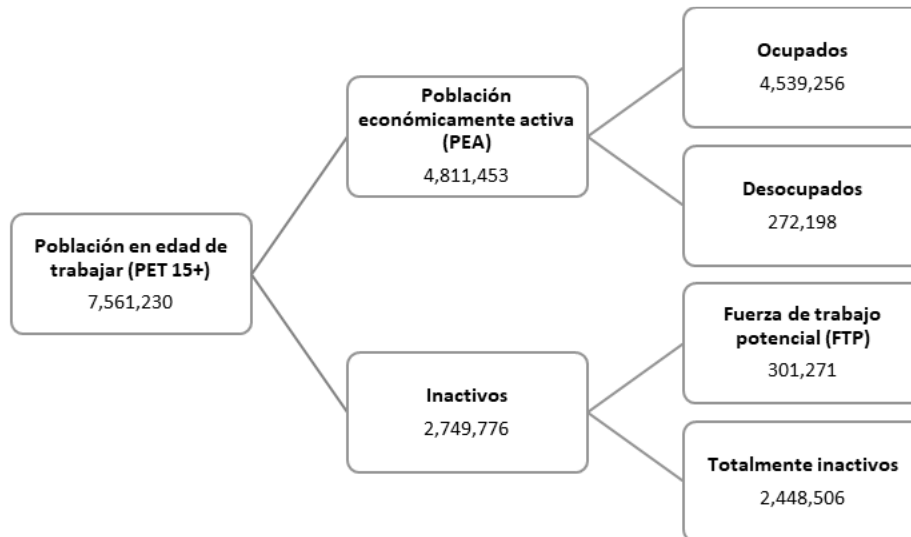 Ocupados
4,539,256
Población
económicamente activa
(PEA)
4,811,453
Desocupados
272,198
Población en edad de
trabajar (PET 15+)
7,561,230
Fuerza de trabajo
potencial (FTP)
301,271
Inactivos
2,749,776
Totalmente inactivos
2,448,506